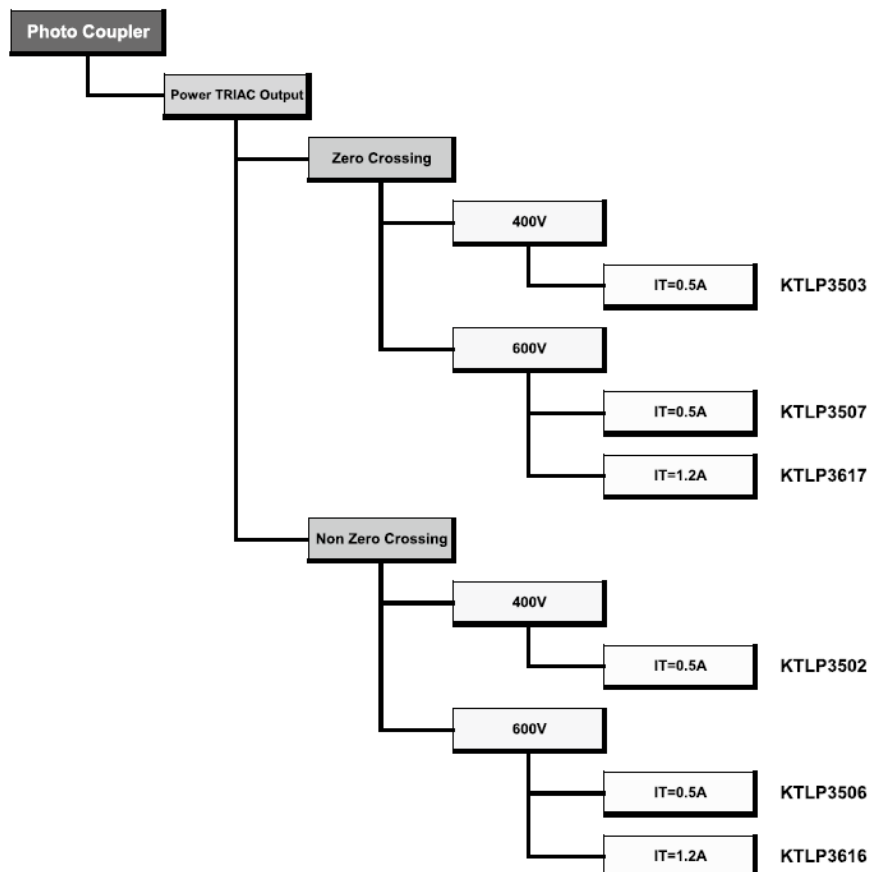 Photo Coupler
Power TRIAC Output
Zero Crossing
400V
IT=0.5A KTLP3503
600V
IT=0.5A KTLP3507
IT=1.2A KTLP3617
Non Zero Crossing
400V
IT=0.5A KTLP3502
600V
IT=0.5A KTLP3506
IT=1.2A KTLP3616